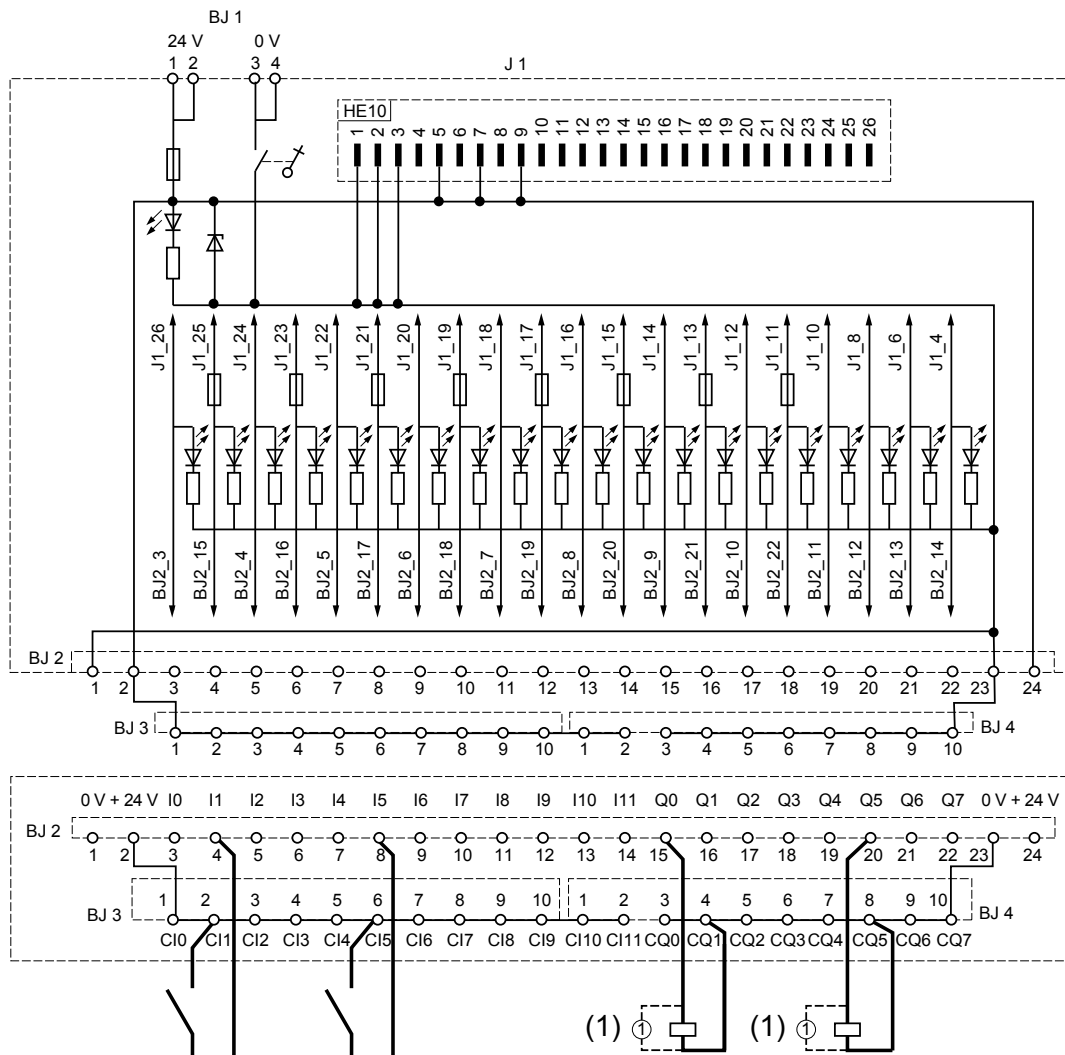 BJ 1
24 V 0 V
1 2 3 4
J 1
HE10
1 2 3 4 5 6 7 8 9 10 11 12 13 14 15 16 17 18 19 20 21 22 23 24 25 26
J1_26 J1_25 J1_24 J1_23 J1_22 J1_21 J1_20 J1_19 J1_18 J1_17 J1_16 J1_15 J1_14 J1_13 J1_12 J1_11 J1_10 J1_8 J1_6 J1_4
BJ2_3 BJ2_15 BJ2_4 BJ2_16 BJ2_5 BJ2_17 BJ2_6 BJ2_18 BJ2_7 BJ2_19 BJ2_8 BJ2_20 BJ2_9 BJ2_21 BJ2_10 BJ2_22 BJ2_11 BJ2_12 BJ2_13 BJ2_14
BJ 2
1 2 3 4 5 6 7 8 9 10 11 12 13 14 15 16 17 18 19 20 21 22 23 24
BJ 3 BJ 4
1 2 3 4 5 6 7 8 9 10 1 2 3 4 5 6 7 8 9 10
0 V + 24 V I0 I1 I2 I3 I4 I5 I6 I7 I8 I9 I10 I11 Q0 Q1 Q2 Q3 Q4 Q5 Q6 Q7 0 V + 24 V
BJ 2
1 2 3 4 5 6 7 8 9 10 11 12 13 14 15 16 17 18 19 20 21 22 23 24
1 2 3 4 5 6 7 8 9 10 1 2 3 4 5 6 7 8 9 10
BJ 3 BJ 4
CI0 CI1 CI2 CI3 CI4 CI5 CI6 CI7 CI8 CI9 CI10 CI11 CQ0 CQ1 CQ2 CQ3 CQ4 CQ5 CQ6 CQ7
(1) 1 (1) 1